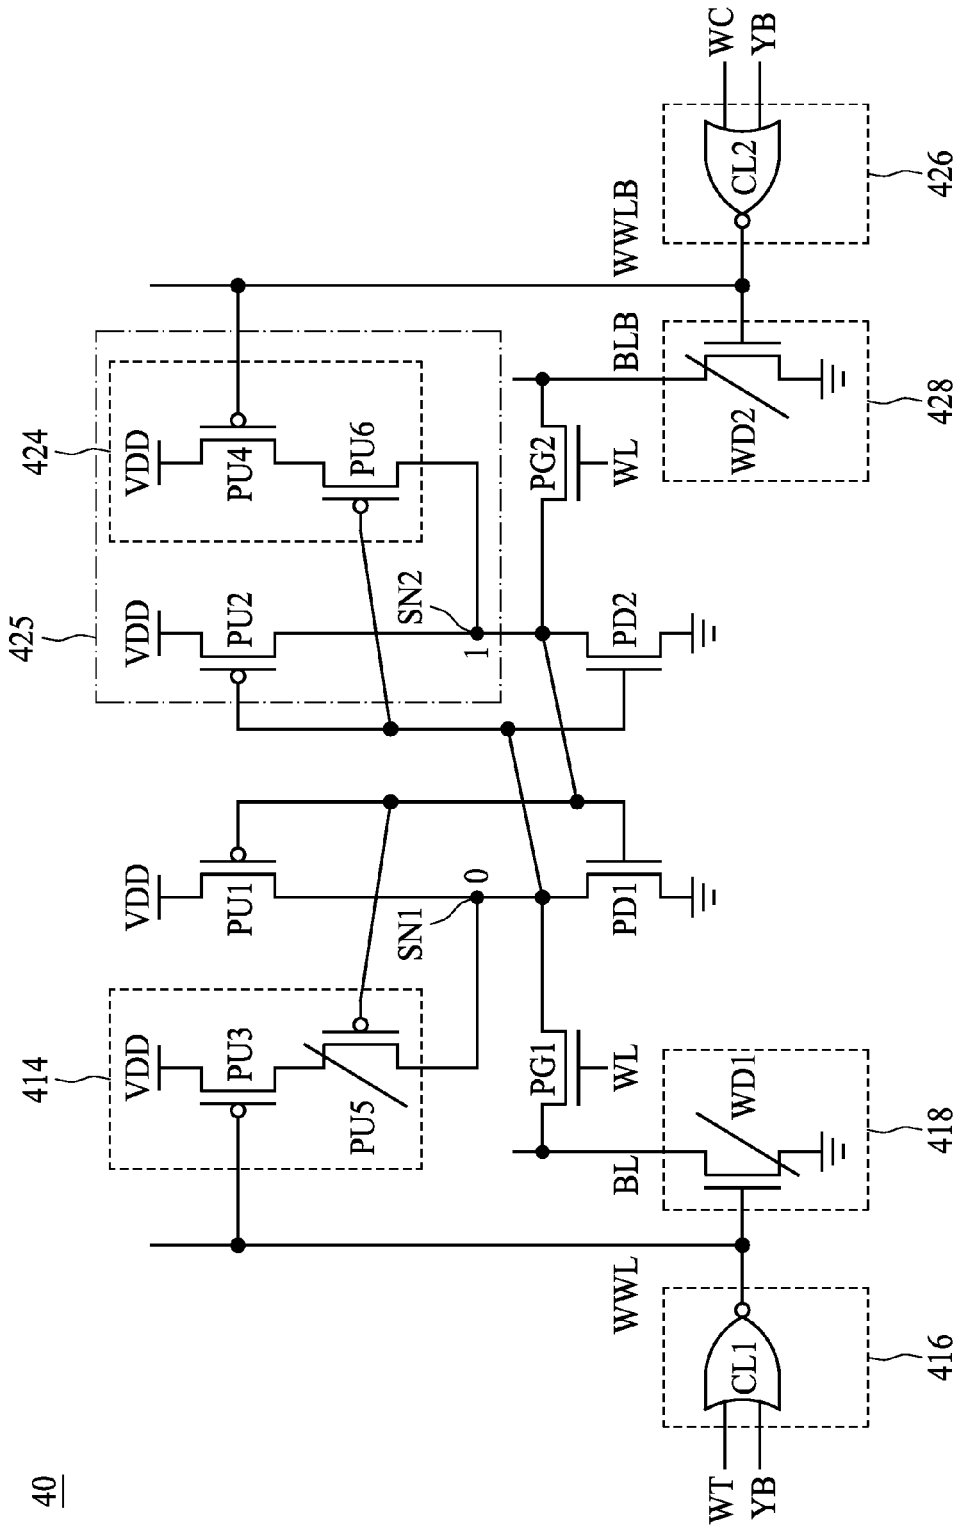 40
414
VDD
PU3
PU5
VDD
PU1
SN1
0
425
VDD
PU2
SN2
1
424
VDD
PU4
PU6
PG1
WL
PD1
PD2
PG2
WL
BL
WWL
BLB
WWLB
WT
YB
CL1
416
WD1
418
WD2
428
CL2
426
WC
YB